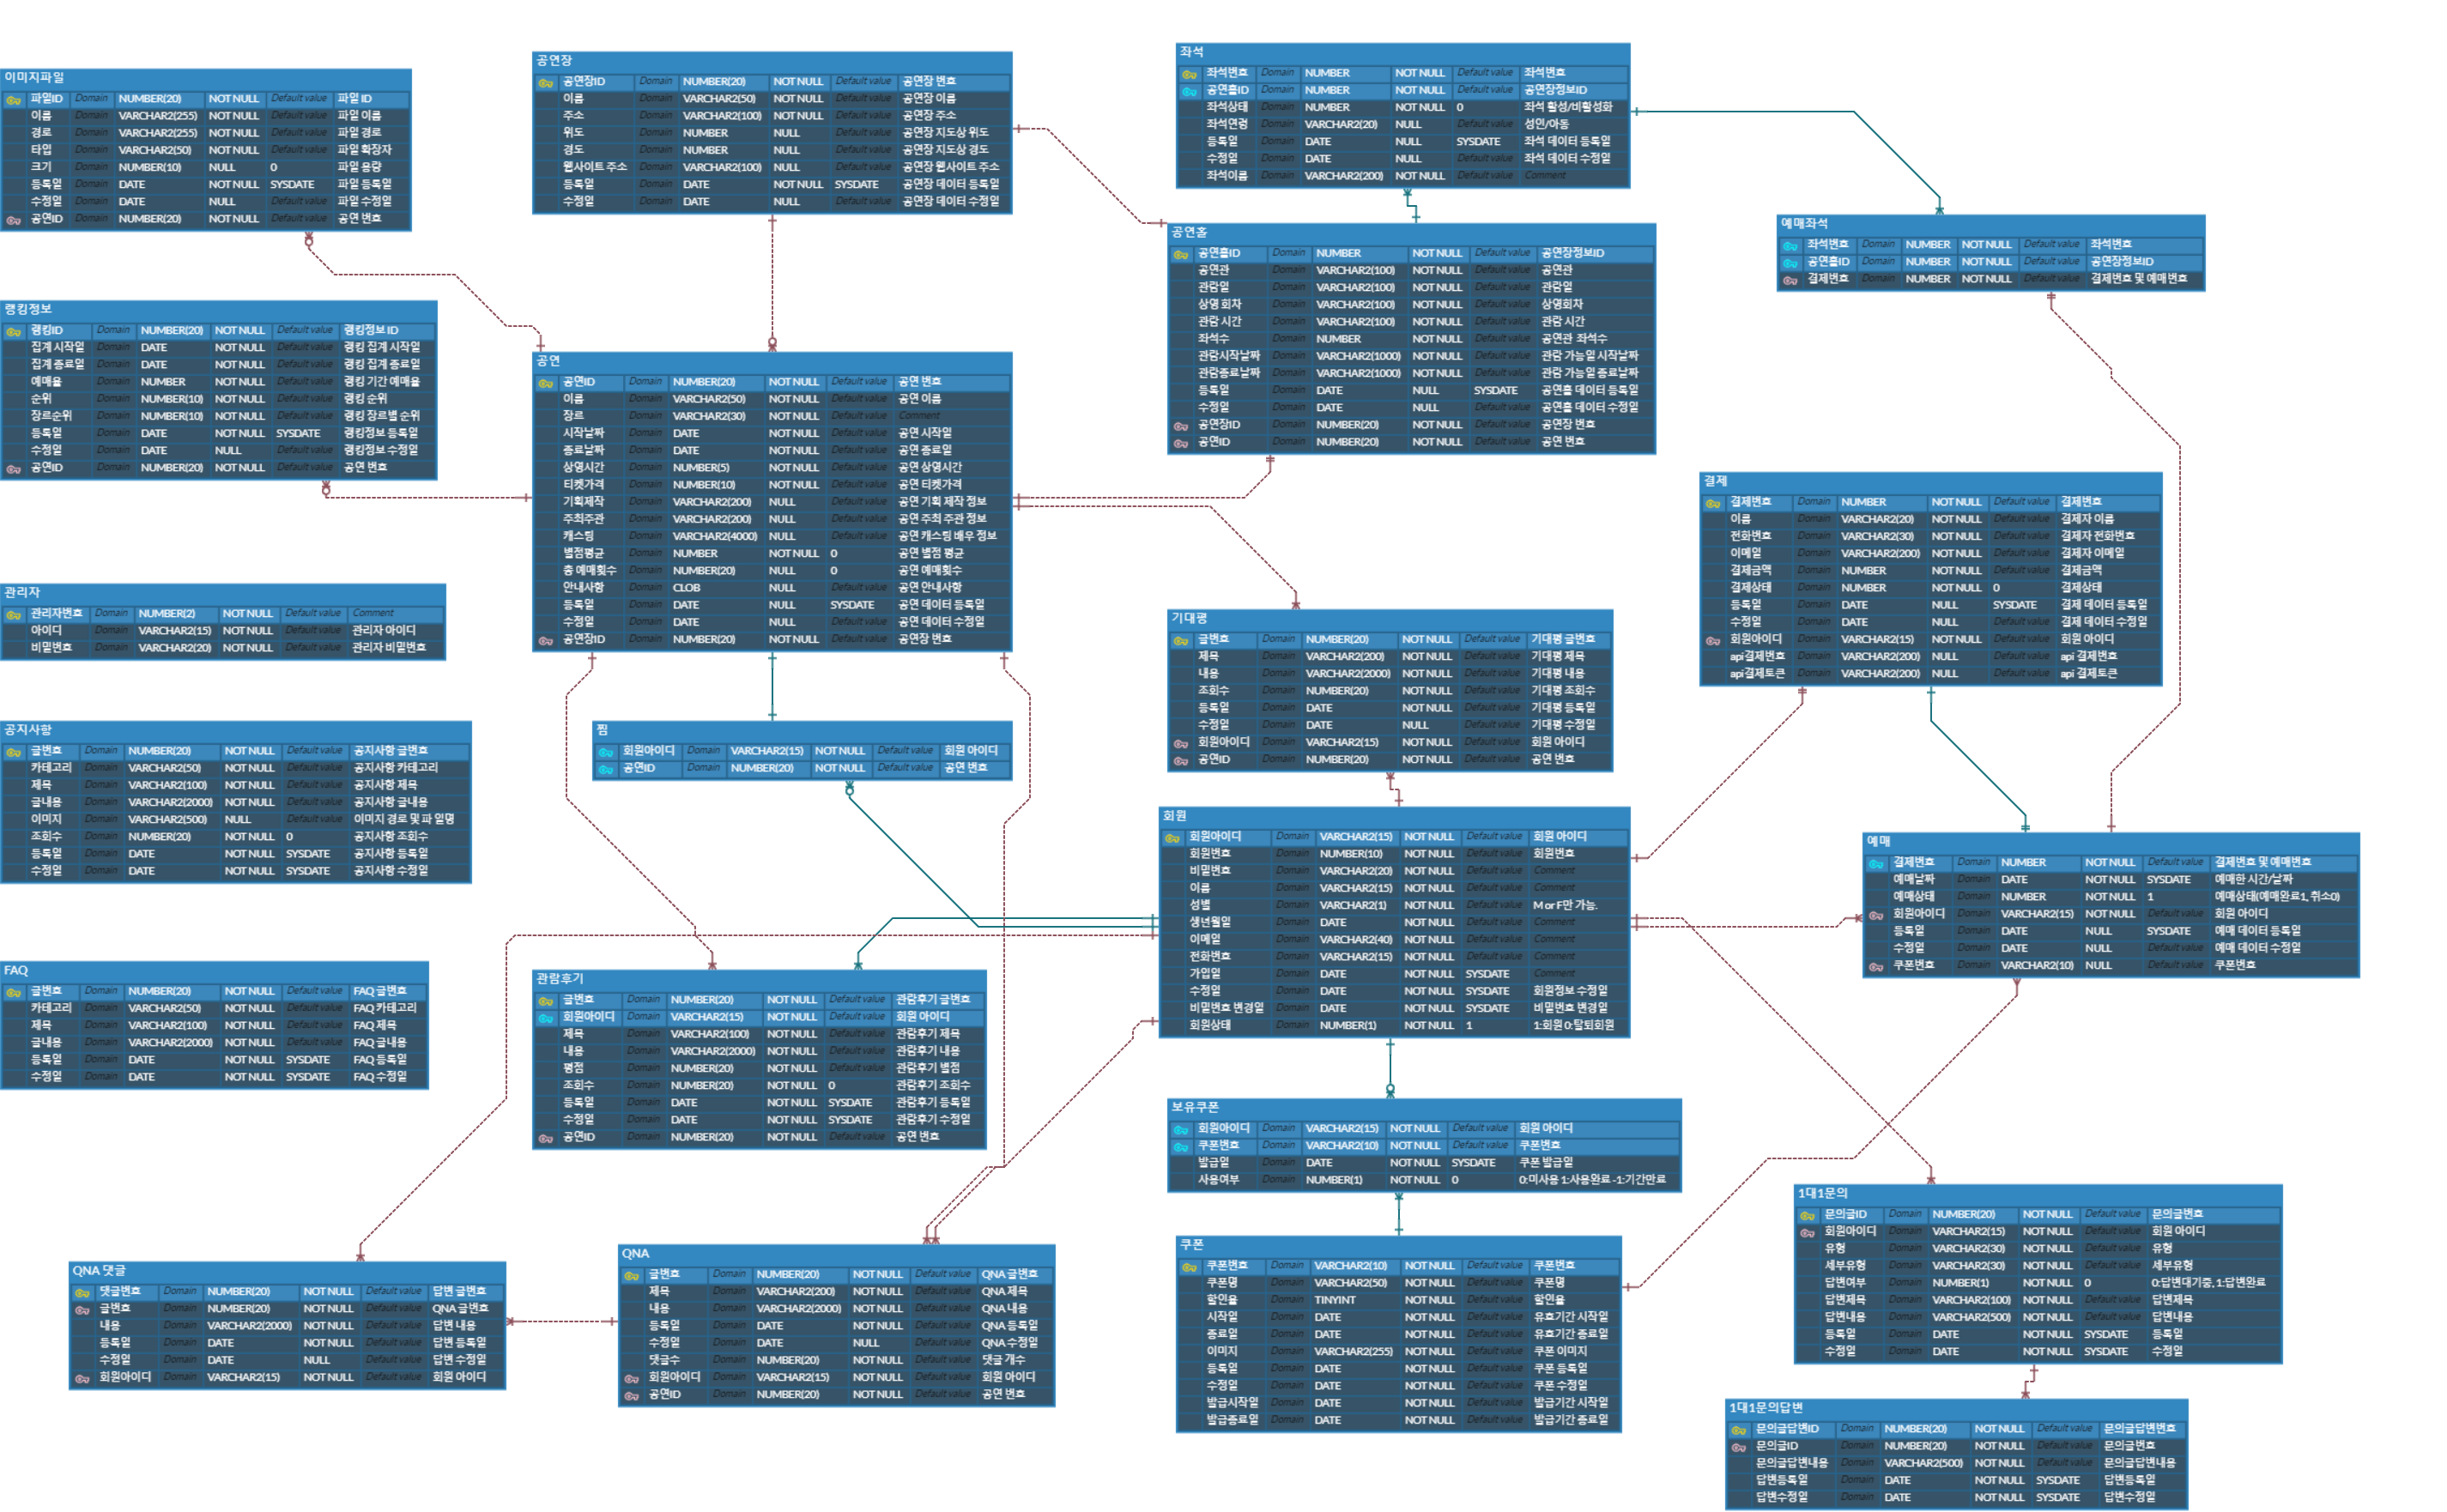 이미지파일
파일ID Domain NUMBER(20) NOT NULL Default value 파일 ID
이름 Domain VARCHAR2(255) NOT NULL Default value 파일 이름
경로 Domain VARCHAR2(255) NOT NULL Default value 파일 경로
타입 Domain VARCHAR2(50) NOT NULL Default value 파일 확장자
크기 Domain NUMBER(10) NULL 0 파일 용량
등록일 Domain DATE NOT NULL SYSDATE 파일 등록일
수정일 Domain DATE NULL Default value 파일 수정일
공연ID Domain NUMBER(20) NOT NULL Default value 공연 번호
공연장
공연장ID Domain NUMBER(20) NOT NULL Default value 공연장 번호
이름 Domain VARCHAR2(50) NOT NULL Default value 공연장 이름
주소 Domain VARCHAR2(100) NOT NULL Default value 공연장 주소
위도 Domain NUMBER NULL Default value 공연장 지도상 위도
경도 Domain NUMBER NULL Default value 공연장 지도상 경도
웹사이트 주소 Domain VARCHAR2(100) NULL Default value 공연장 웹사이트 주소
등록일 Domain DATE NOT NULL SYSDATE 공연장 데이터 등록일
수정일 Domain DATE NULL Default value 공연장 데이터 수정일
좌석
좌석번호 Domain NUMBER NOT NULL Default value 좌석번호
공연홀ID Domain NUMBER NOT NULL Default value 공연장정보ID
좌석상태 Domain NUMBER NOT NULL 0 좌석 활성/비활성화
좌석연령 Domain VARCHAR2(20) NULL Default value 성인/아동
등록일 Domain DATE NULL SYSDATE 좌석 데이터 등록일
수정일 Domain DATE NULL Default value 좌석 데이터 수정일
좌석이름 Domain VARCHAR2(200) NOT NULL Default value Comment
예매좌석
좌석번호 Domain NUMBER NOT NULL Default value 좌석번호
공연홀ID Domain NUMBER NOT NULL Default value 공연장정보ID
결제번호 Domain NUMBER NOT NULL Default value 결제번호 및 예매번호
공연홀
공연홀ID Domain NUMBER NOT NULL Default value 공연장정보ID
공연관 Domain VARCHAR2(100) NOT NULL Default value 공연관
관람일 Domain VARCHAR2(100) NOT NULL Default value 관람일
상영 회차 Domain VARCHAR2(100) NOT NULL Default value 상영회차
관람 시간 Domain VARCHAR2(100) NOT NULL Default value 관람 시간
좌석수 Domain NUMBER NOT NULL Default value 공연관 좌석수
관람시작날짜 Domain VARCHAR2(1000) NOT NULL Default value 관람 가능일 시작날짜
관람종료날짜 Domain VARCHAR2(1000) NOT NULL Default value 관람 가능일 종료날짜
등록일 Domain DATE NULL SYSDATE 공연홀 데이터 등록일
수정일 Domain DATE NULL Default value 공연홀 데이터 수정일
공연장ID Domain NUMBER(20) NOT NULL Default value 공연장 번호
공연ID Domain NUMBER(20) NOT NULL Default value 공연 번호
랭킹정보
랭킹ID Domain NUMBER(20) NOT NULL Default value 랭킹정보 ID
집계 시작일 Domain DATE NOT NULL Default value 랭킹 집계 시작일
집계 종료일 Domain DATE NOT NULL Default value 랭킹 집계 종료일
예매율 Domain NUMBER NOT NULL Default value 랭킹 기간 예매율
순위 Domain NUMBER(10) NOT NULL Default value 랭킹 순위
장르순위 Domain NUMBER(10) NOT NULL Default value 랭킹 장르별 순위
등록일 Domain DATE NOT NULL SYSDATE 랭킹정보 등록일
수정일 Domain DATE NULL Default value 랭킹정보 수정일
공연ID Domain NUMBER(20) NOT NULL Default value 공연 번호
공연
공연ID Domain NUMBER(20) NOT NULL Default value 공연 번호
이름 Domain VARCHAR2(50) NOT NULL Default value 공연 이름
장르 Domain VARCHAR2(30) NOT NULL Default value Comment
시작날짜 Domain DATE NOT NULL Default value 공연 시작일
종료날짜 Domain DATE NOT NULL Default value 공연 종료일
상영시간 Domain NUMBER(5) NOT NULL Default value 공연 상영시간
티켓가격 Domain NUMBER(10) NOT NULL Default value 공연 티켓가격
기획제작 Domain VARCHAR2(200) NULL Default value 공연 기획 제작 정보
주최주관 Domain VARCHAR2(200) NULL Default value 공연 주최 주관 정보
캐스팅 Domain VARCHAR2(4000) NULL Default value 공연 캐스팅 배우 정보
별점평균 Domain NUMBER NOT NULL 0 공연 별점 평균
총 예매횟수 Domain NUMBER(20) NULL 0 공연 예매횟수
안내사항 Domain CLOB NULL Default value 공연 안내사항
등록일 Domain DATE NULL SYSDATE 공연 데이터 등록일
수정일 Domain DATE NULL Default value 공연 데이터 수정일
공연장ID Domain NUMBER(20) NOT NULL Default value 공연장 번호
결제
결제번호 Domain NUMBER NOT NULL Default value 결제번호
이름 Domain VARCHAR2(20) NOT NULL Default value 결제자 이름
전화번호 Domain VARCHAR2(30) NOT NULL Default value 결제자 전화번호
이메일 Domain VARCHAR2(200) NOT NULL Default value 결제자 이메일
결제금액 Domain NUMBER NOT NULL Default value 결제금액
결제상태 Domain NUMBER NOT NULL 0 결제상태
등록일 Domain DATE NULL SYSDATE 결제 데이터 등록일
수정일 Domain DATE NULL Default value 결제 데이터 수정일
회원아이디 Domain VARCHAR2(15) NOT NULL Default value 회원 아이디
api결제번호 Domain VARCHAR2(200) NULL Default value api 결제번호
api결제토큰 Domain VARCHAR2(200) NULL Default value api 결제토큰
관리자
관리자번호 Domain NUMBER(2) NOT NULL Default value Comment
아이디 Domain VARCHAR2(15) NOT NULL Default value 관리자 아이디
비밀번호 Domain VARCHAR2(20) NOT NULL Default value 관리자 비밀번호
기대평
글번호 Domain NUMBER(20) NOT NULL Default value 기대평 글번호
제목 Domain VARCHAR2(200) NOT NULL Default value 기대평 제목
내용 Domain VARCHAR2(2000) NOT NULL Default value 기대평 내용
조회수 Domain NUMBER(20) NOT NULL Default value 기대평 조회수
등록일 Domain DATE NOT NULL Default value 기대평 등록일
수정일 Domain DATE NULL Default value 기대평 수정일
회원아이디 Domain VARCHAR2(15) NOT NULL Default value 회원 아이디
공연ID Domain NUMBER(20) NOT NULL Default value 공연 번호
공지사항
글번호 Domain NUMBER(20) NOT NULL Default value 공지사항 글번호
카테고리 Domain VARCHAR2(50) NOT NULL Default value 공지사항 카테고리
제목 Domain VARCHAR2(100) NOT NULL Default value 공지사항 제목
글내용 Domain VARCHAR2(2000) NOT NULL Default value 공지사항 글내용
이미지 Domain VARCHAR2(500) NULL Default value 이미지 경로 및 파일명
조회수 Domain NUMBER(20) NOT NULL 0 공지사항 조회수
등록일 Domain DATE NOT NULL SYSDATE 공지사항 등록일
수정일 Domain DATE NOT NULL SYSDATE 공지사항 수정일
찜
회원아이디 Domain VARCHAR2(15) NOT NULL Default value 회원 아이디
공연ID Domain NUMBER(20) NOT NULL Default value 공연 번호
회원
회원아이디 Domain VARCHAR2(15) NOT NULL Default value 회원 아이디
회원번호 Domain NUMBER(10) NOT NULL Default value 회원번호
비밀번호 Domain VARCHAR2(20) NOT NULL Default value Comment
이름 Domain VARCHAR2(15) NOT NULL Default value Comment
성별 Domain VARCHAR2(1) NOT NULL Default value M or F만 가능.
생년월일 Domain DATE NOT NULL Default value Comment
이메일 Domain VARCHAR2(40) NOT NULL Default value Comment
전화번호 Domain VARCHAR2(15) NOT NULL Default value Comment
가입일 Domain DATE NOT NULL SYSDATE Comment
수정일 Domain DATE NOT NULL SYSDATE 회원정보 수정일
비밀번호 변경일 Domain DATE NOT NULL SYSDATE 비밀번호 변경일
회원상태 Domain NUMBER(1) NOT NULL 1 1:회원 0:탈퇴회원
예매
결제번호 Domain NUMBER NOT NULL Default value 결제번호 및 예매번호
예매날짜 Domain DATE NOT NULL SYSDATE 예매한 시간/날짜
예매상태 Domain NUMBER NOT NULL 1 예매상태(예매완료1, 취소0)
회원아이디 Domain VARCHAR2(15) NOT NULL Default value 회원 아이디
등록일 Domain DATE NULL SYSDATE 예매 데이터 등록일
수정일 Domain DATE NULL Default value 예매 데이터 수정일
쿠폰번호 Domain VARCHAR2(10) NULL Default value 쿠폰번호
FAQ
글번호 Domain NUMBER(20) NOT NULL Default value FAQ 글번호
카테고리 Domain VARCHAR2(50) NOT NULL Default value FAQ 카테고리
제목 Domain VARCHAR2(100) NOT NULL Default value FAQ 제목
글내용 Domain VARCHAR2(2000) NOT NULL Default value FAQ 글내용
등록일 Domain DATE NOT NULL SYSDATE FAQ 등록일
수정일 Domain DATE NOT NULL SYSDATE FAQ 수정일
관람후기
글번호 Domain NUMBER(20) NOT NULL Default value 관람후기 글번호
회원아이디 Domain VARCHAR2(15) NOT NULL Default value 회원 아이디
제목 Domain VARCHAR2(100) NOT NULL Default value 관람후기 제목
내용 Domain VARCHAR2(2000) NOT NULL Default value 관람후기 내용
평점 Domain NUMBER(20) NOT NULL Default value 관람후기 별점
조회수 Domain NUMBER(20) NOT NULL 0 관람후기 조회수
등록일 Domain DATE NOT NULL SYSDATE 관람후기 등록일
수정일 Domain DATE NOT NULL SYSDATE 관람후기 수정일
공연ID Domain NUMBER(20) NOT NULL Default value 공연 번호
보유쿠폰
회원아이디 Domain VARCHAR2(15) NOT NULL Default value 회원 아이디
쿠폰번호 Domain VARCHAR2(10) NOT NULL Default value 쿠폰번호
발급일 Domain DATE NOT NULL SYSDATE 쿠폰 발급일
사용여부 Domain NUMBER(1) NOT NULL 0 0:미사용 1:사용완료 -1:기간만료
1대1문의
문의글ID Domain NUMBER(20) NOT NULL Default value 문의글번호
회원아이디 Domain VARCHAR2(15) NOT NULL Default value 회원 아이디
유형 Domain VARCHAR2(30) NOT NULL Default value 유형
세부유형 Domain VARCHAR2(30) NOT NULL Default value 세부유형
답변여부 Domain NUMBER(1) NOT NULL 0 0:답변대기중, 1:답변완료
답변제목 Domain VARCHAR2(100) NOT NULL Default value 답변제목
답변내용 Domain VARCHAR2(500) NOT NULL Default value 답변내용
등록일 Domain DATE NOT NULL SYSDATE 등록일
수정일 Domain DATE NOT NULL SYSDATE 수정일
QNA 댓글
댓글번호 Domain NUMBER(20) NOT NULL Default value 답변 글번호
글번호 Domain NUMBER(20) NOT NULL Default value QNA 글번호
내용 Domain VARCHAR2(2000) NOT NULL Default value 답변 내용
등록일 Domain DATE NOT NULL Default value 답변 등록일
수정일 Domain DATE NULL Default value 답변 수정일
회원아이디 Domain VARCHAR2(15) NOT NULL Default value 회원 아이디
QNA
글번호 Domain NUMBER(20) NOT NULL Default value QNA 글번호
제목 Domain VARCHAR2(200) NOT NULL Default value QNA 제목
내용 Domain VARCHAR2(2000) NOT NULL Default value QNA 내용
등록일 Domain DATE NOT NULL Default value QNA 등록일
수정일 Domain DATE NULL Default value QNA 수정일
댓글수 Domain NUMBER(20) NOT NULL Default value 댓글 개수
회원아이디 Domain VARCHAR2(15) NOT NULL Default value 회원 아이디
공연ID Domain NUMBER(20) NOT NULL Default value 공연 번호
쿠폰
쿠폰번호 Domain VARCHAR2(10) NOT NULL Default value 쿠폰번호
쿠폰명 Domain VARCHAR2(50) NOT NULL Default value 쿠폰명
할인율 Domain TINYINT NOT NULL Default value 할인율
시작일 Domain DATE NOT NULL Default value 유효기간 시작일
종료일 Domain DATE NOT NULL Default value 유효기간 종료일
이미지 Domain VARCHAR2(255) NOT NULL Default value 쿠폰 이미지
등록일 Domain DATE NOT NULL Default value 쿠폰 등록일
수정일 Domain DATE NOT NULL Default value 쿠폰 수정일
발급시작일 Domain DATE NOT NULL Default value 발급기간 시작일
발급종료일 Domain DATE NOT NULL Default value 발급기간 종료일
1대1문의답변
문의글답변ID Domain NUMBER(20) NOT NULL Default value 문의글답변번호
문의글ID Domain NUMBER(20) NOT NULL Default value 문의글번호
문의글답변내용 Domain VARCHAR2(500) NOT NULL Default value 문의글답변내용
답변등록일 Domain DATE NOT NULL SYSDATE 답변등록일
답변수정일 Domain DATE NOT NULL SYSDATE 답변수정일